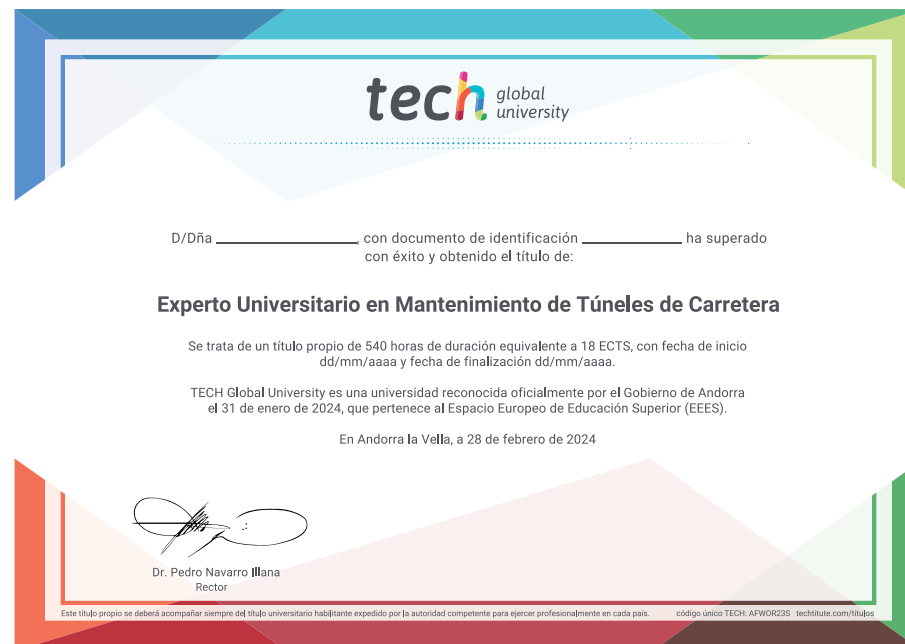 tech global university
D/Dña ______________, con documento de identificación __________ ha superado
con éxito y obtenido el título de:
Experto Universitario en Mantenimiento de Túneles de Carretera
Se trata de un título propio de 540 horas de duración equivalente a 18 ECTS, con fecha de inicio
dd/mm/aaaa y fecha de finalización dd/mm/aaaa.
TECH Global University es una universidad reconocida oficialmente por el Gobierno de Andorra
el 31 de enero de 2024, que pertenece al Espacio Europeo de Educación Superior (EEES).
En Andorra la Vella, a 28 de febrero de 2024
Dr. Pedro Navarro Illana
Rector
Este título propio se deberá acompañar siempre del título universitario habilitante expedido por la autoridad competente para ejercer profesionalmente en cada país. código único TECH: AFWOR23S techtitute.com/titulos